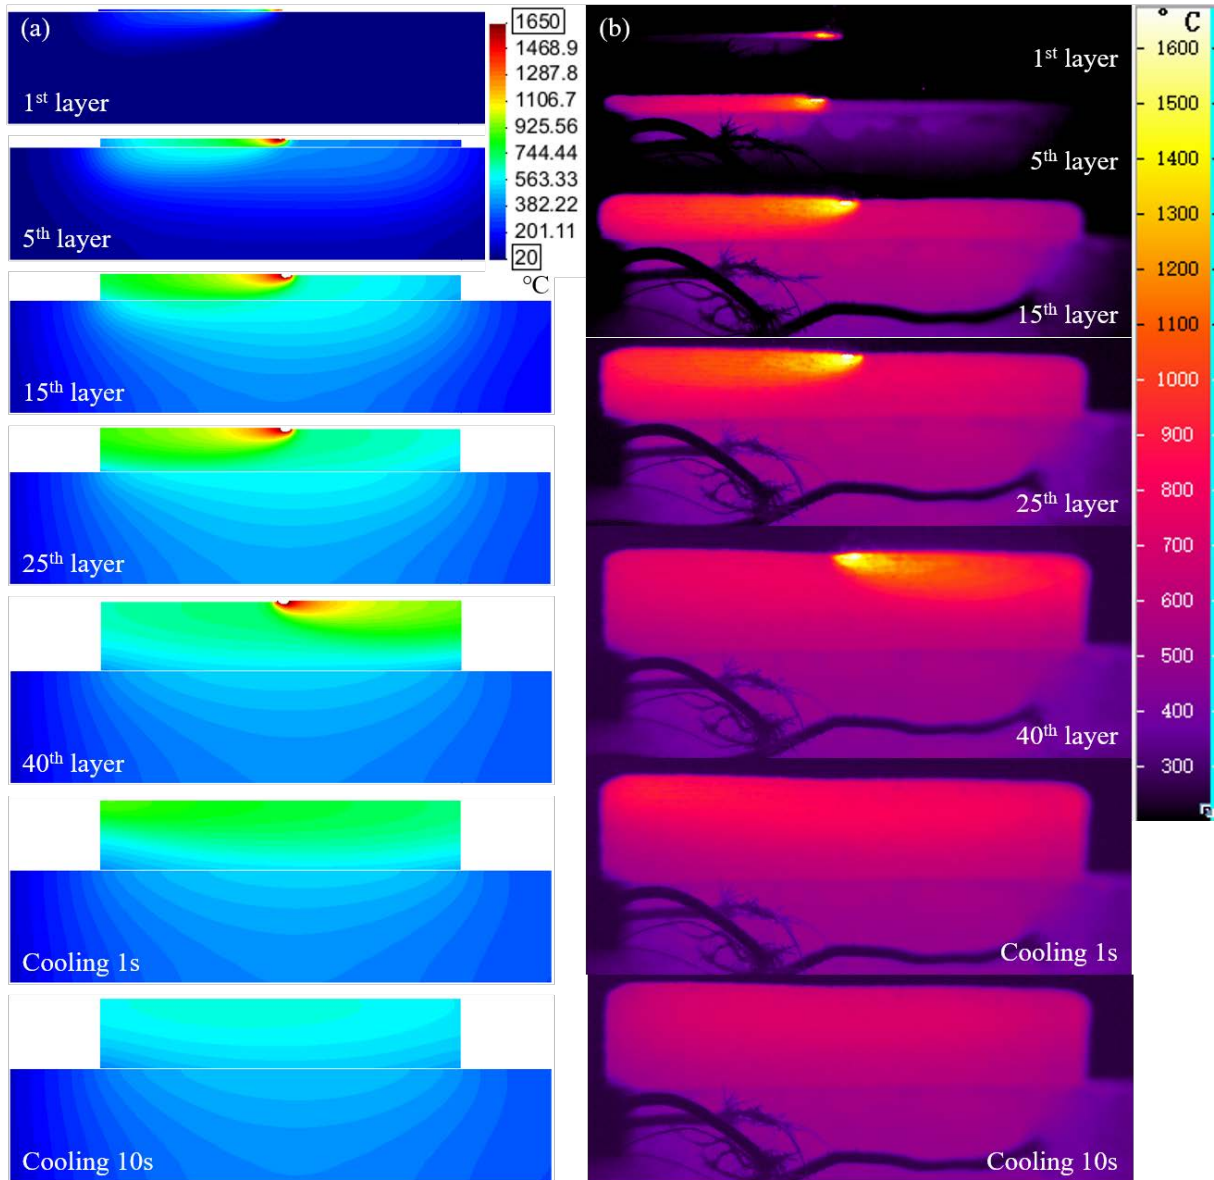 (a)
1650
1468.9
1287.8
1106.7
925.56
744.44
563.33
382.22
201.11
20
°C
1st layer
5th layer
15th layer
25th layer
40th layer
Cooling 1s
Cooling 10s
(b)
1st layer
5th layer
15th layer
25th layer
40th layer
Cooling 1s
Cooling 10s
° C
1600
1500
1400
1300
1200
1100
1000
900
800
700
600
500
400
300